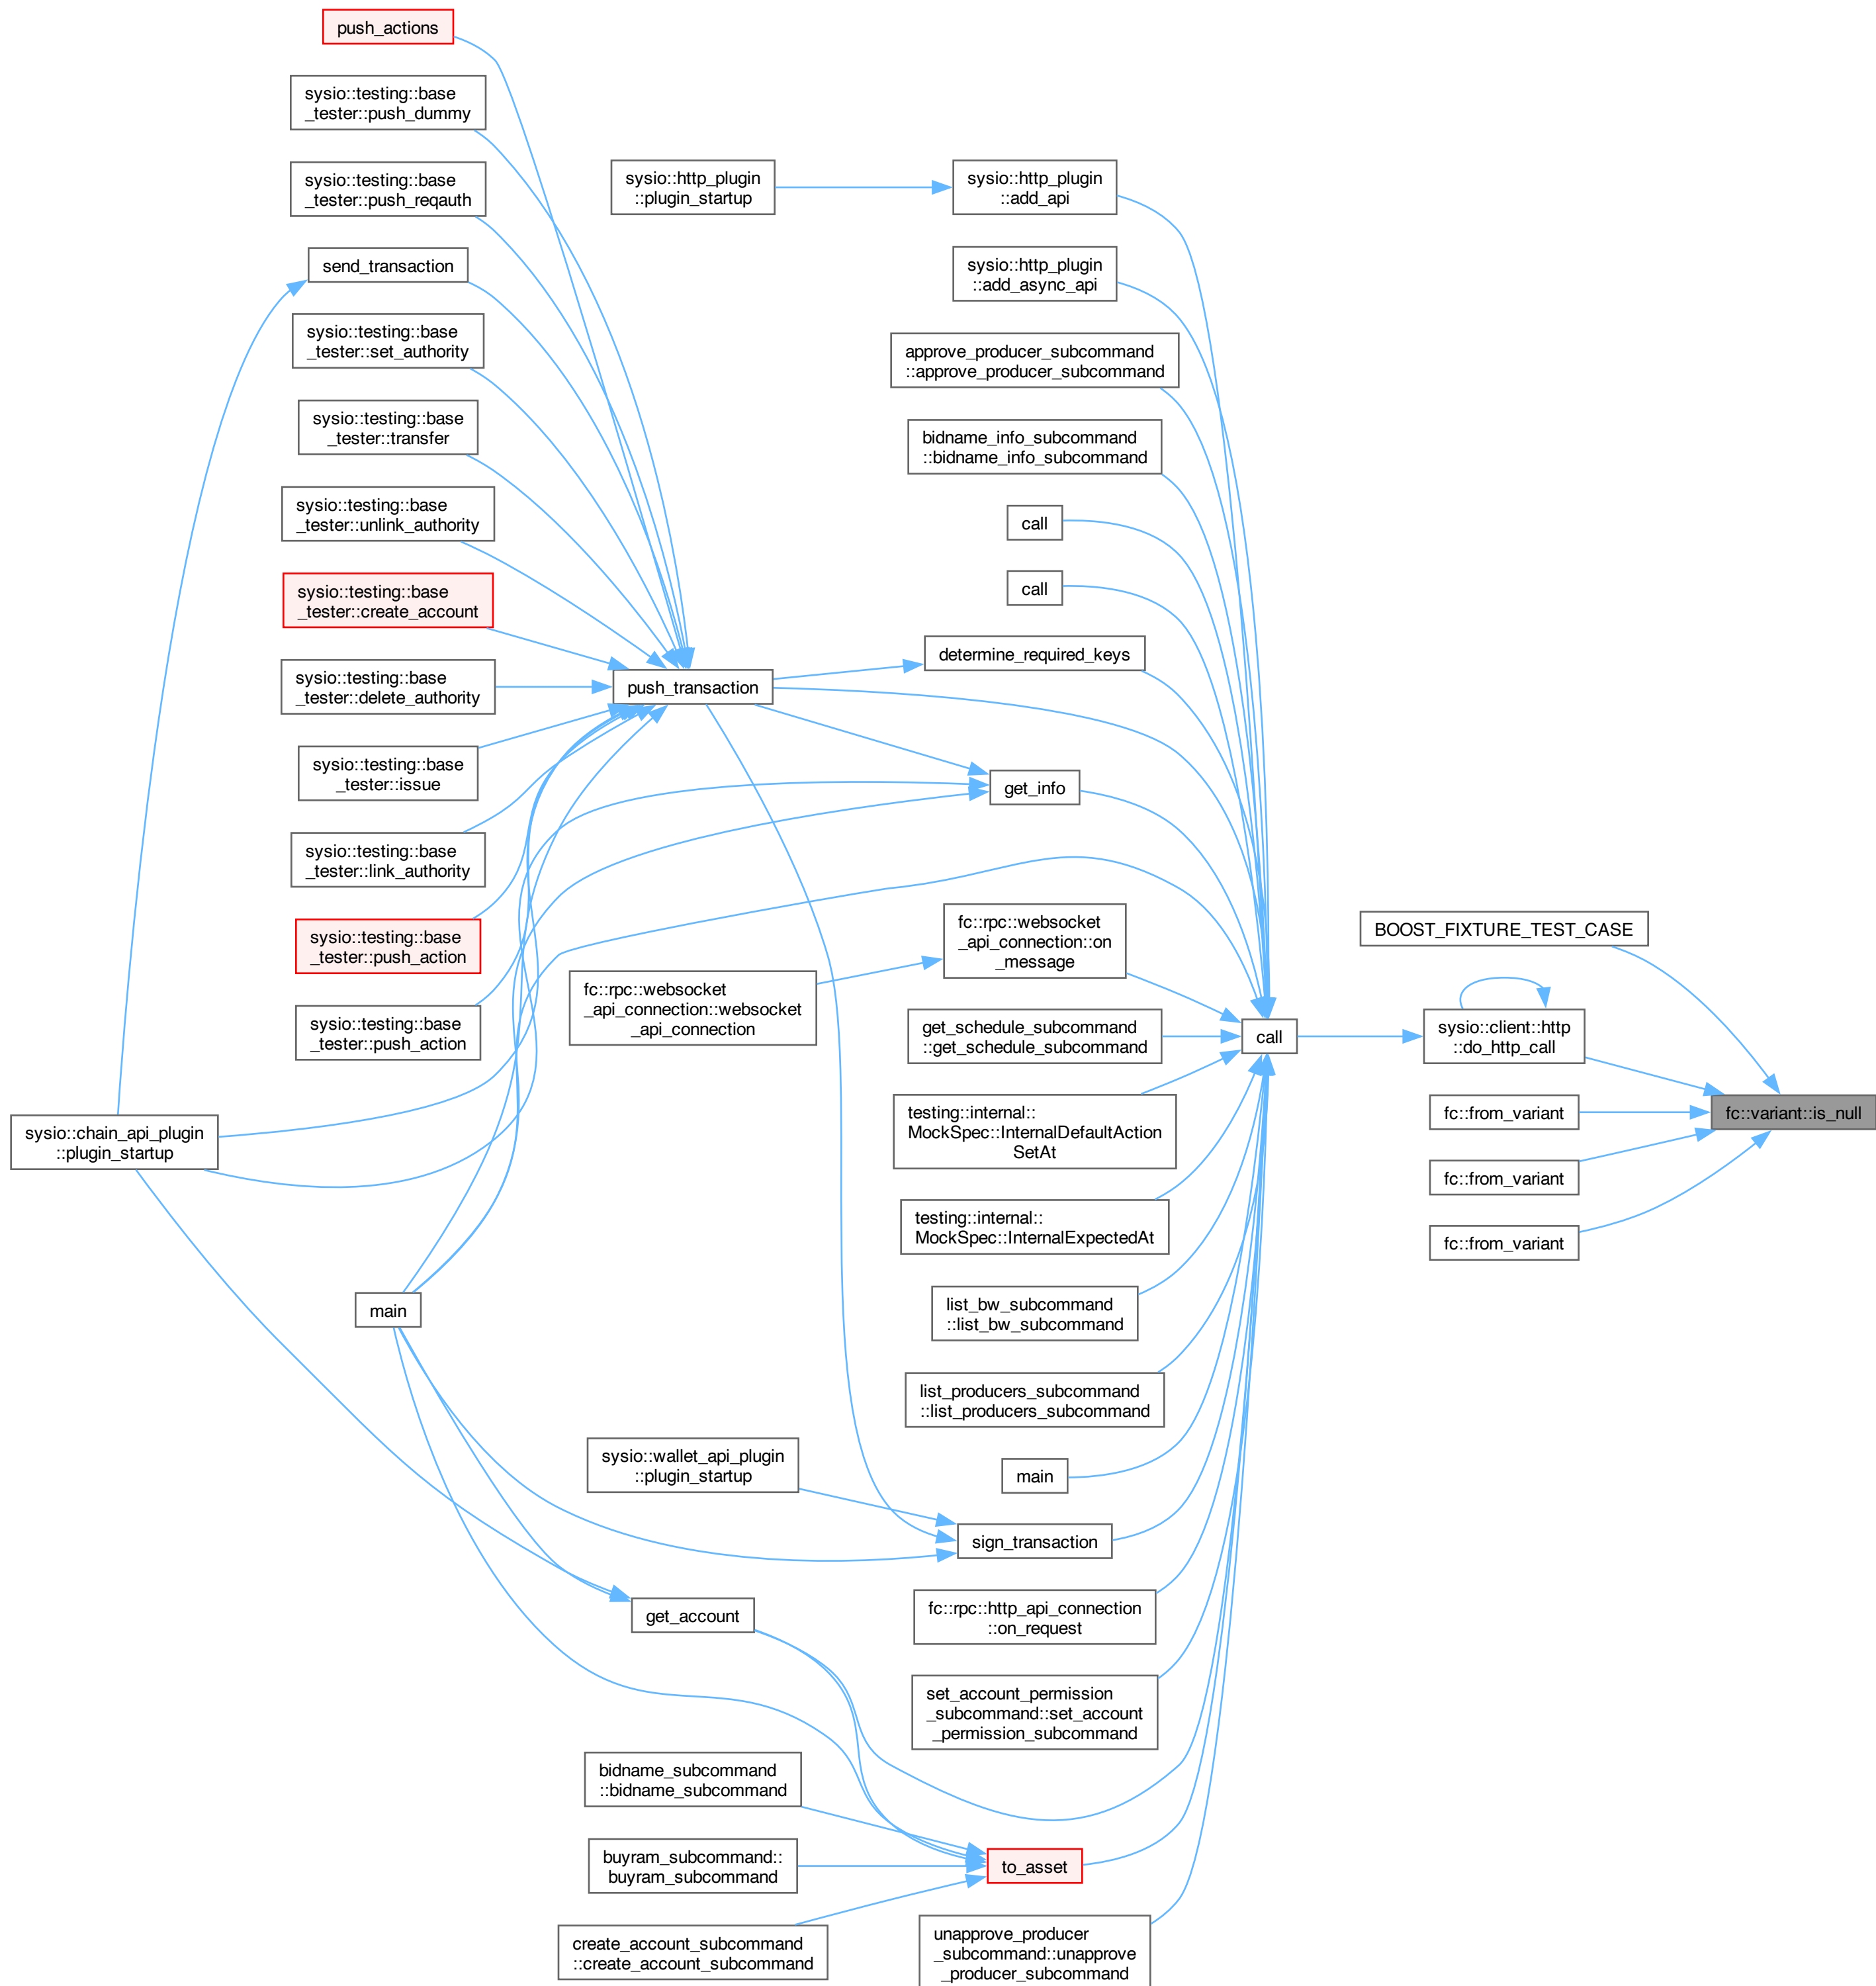 push_actions
sysio::testing::base
_tester::push_dummy
sysio::testing::base
_tester::push_reqauth
send_transaction
sysio::testing::base
_tester::set_authority
sysio::testing::base
_tester::transfer
sysio::testing::base
_tester::unlink_authority
sysio::testing::base
_tester::create_account
sysio::testing::base
_tester::delete_authority
sysio::testing::base
_tester::issue
sysio::testing::base
_tester::link_authority
sysio::testing::base
_tester::push_action
sysio::testing::base
_tester::push_action
sysio::chain_api_plugin
::plugin_startup
main
sysio::http_plugin
::plugin_startup
push_transaction
fc::rpc::websocket
_api_connection::websocket
_api_connection
sysio::wallet_api_plugin
::plugin_startup
get_account
bidname_subcommand
::bidname_subcommand
buyram_subcommand::
buyram_subcommand
create_account_subcommand
::create_account_subcommand
sysio::http_plugin
::add_api
sysio::http_plugin
::add_async_api
approve_producer_subcommand
::approve_producer_subcommand
bidname_info_subcommand
::bidname_info_subcommand
call
call
determine_required_keys
get_info
fc::rpc::websocket
_api_connection::on
_message
get_schedule_subcommand
::get_schedule_subcommand
testing::internal::
MockSpec::InternalDefaultAction
SetAt
testing::internal::
MockSpec::InternalExpectedAt
list_bw_subcommand
::list_bw_subcommand
list_producers_subcommand
::list_producers_subcommand
main
sign_transaction
fc::rpc::http_api_connection
::on_request
set_account_permission
_subcommand::set_account
_permission_subcommand
to_asset
unapprove_producer
_subcommand::unapprove
_producer_subcommand
call
BOOST_FIXTURE_TEST_CASE
sysio::client::http
::do_http_call
fc::from_variant
fc::from_variant
fc::from_variant
fc::variant::is_null